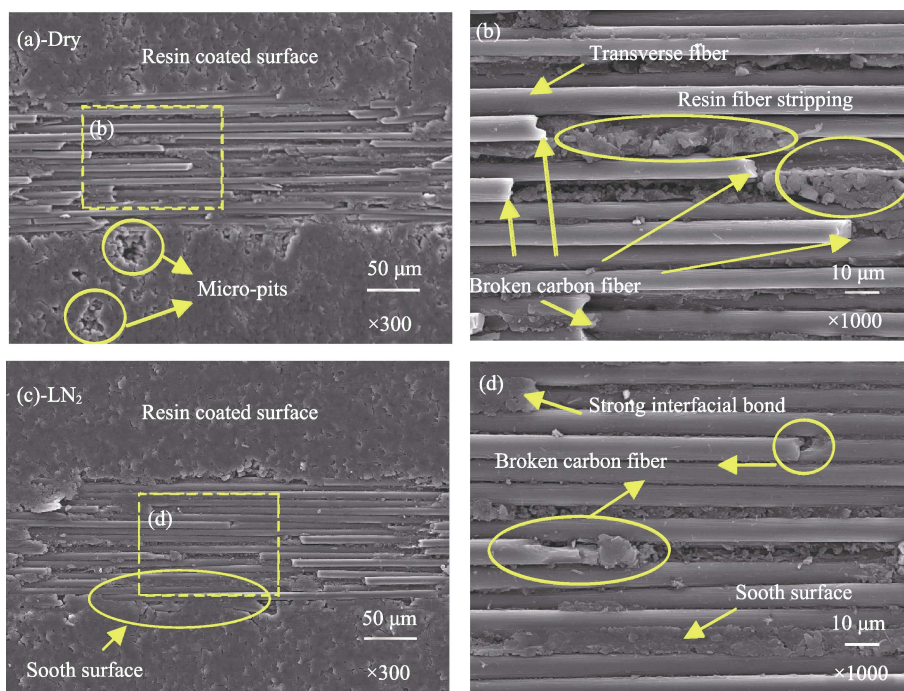 (a)-Dry
Resin coated surface
(b)
Micro-pits
50 μm
×300
(b)
Transverse fiber
Resin fiber stripping
Broken carbon fiber
10 μm
×1000
(c)-LN₂
Resin coated surface
(d)
50 μm
Sooth surface
×300
(d)
Strong interfacial bond
Broken carbon fiber
Sooth surface
10 μm
×1000